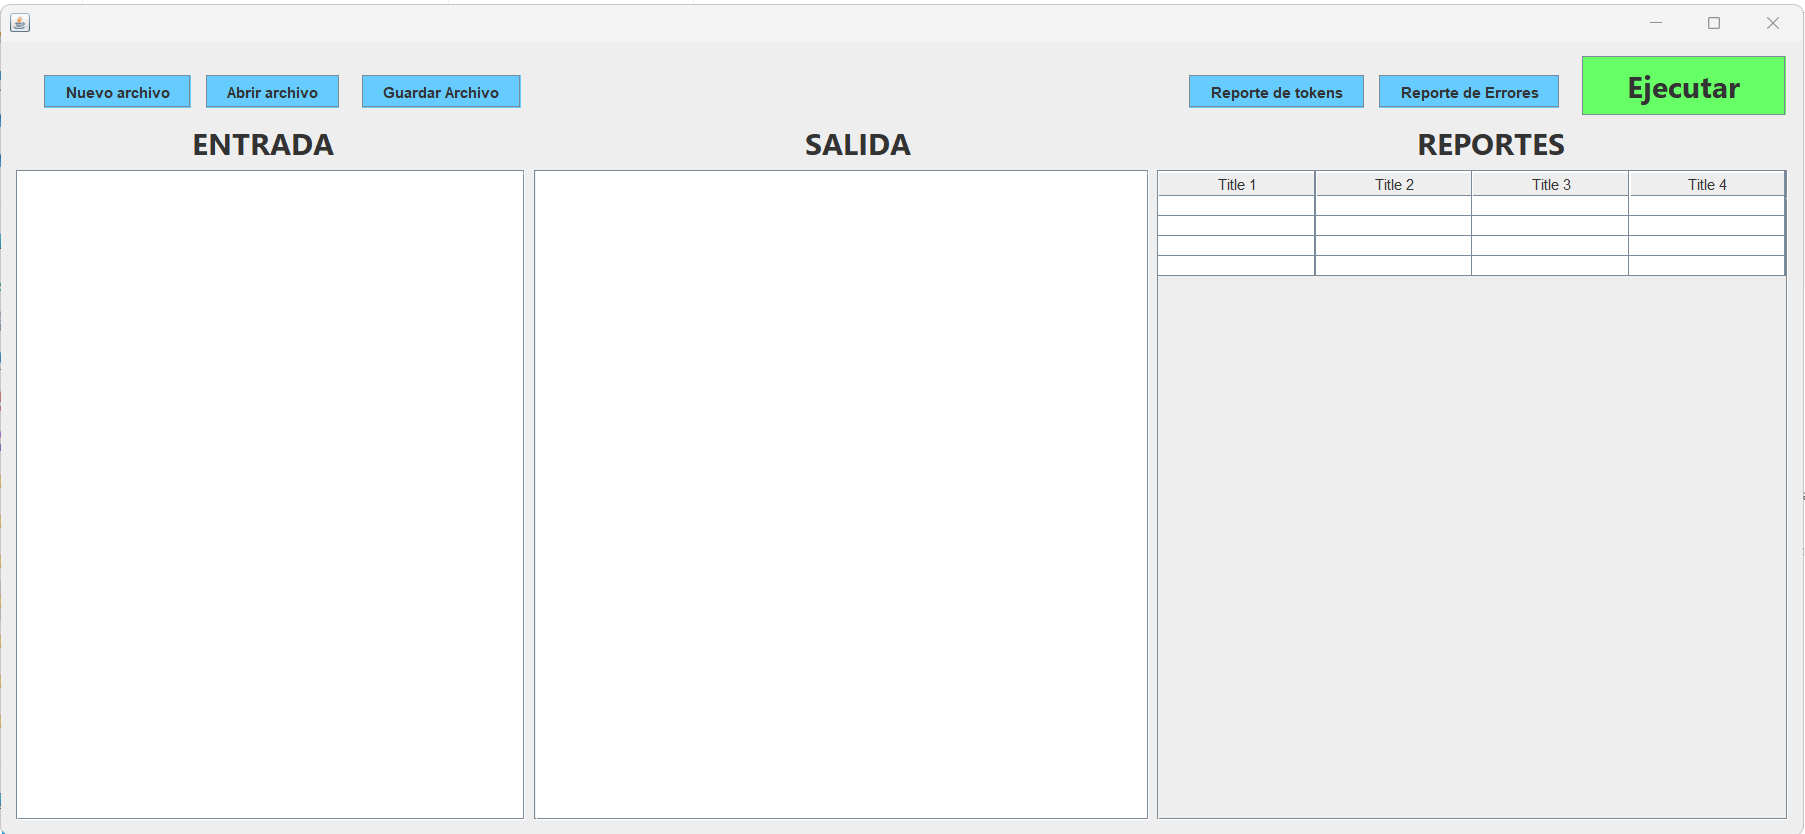 Nuevo archivo
Abrir archivo
Guardar Archivo
Reporte de tokens
Reporte de Errores
Ejecutar
ENTRADA
SALIDA
REPORTES
Title 1
Title 2
Title 3
Title 4